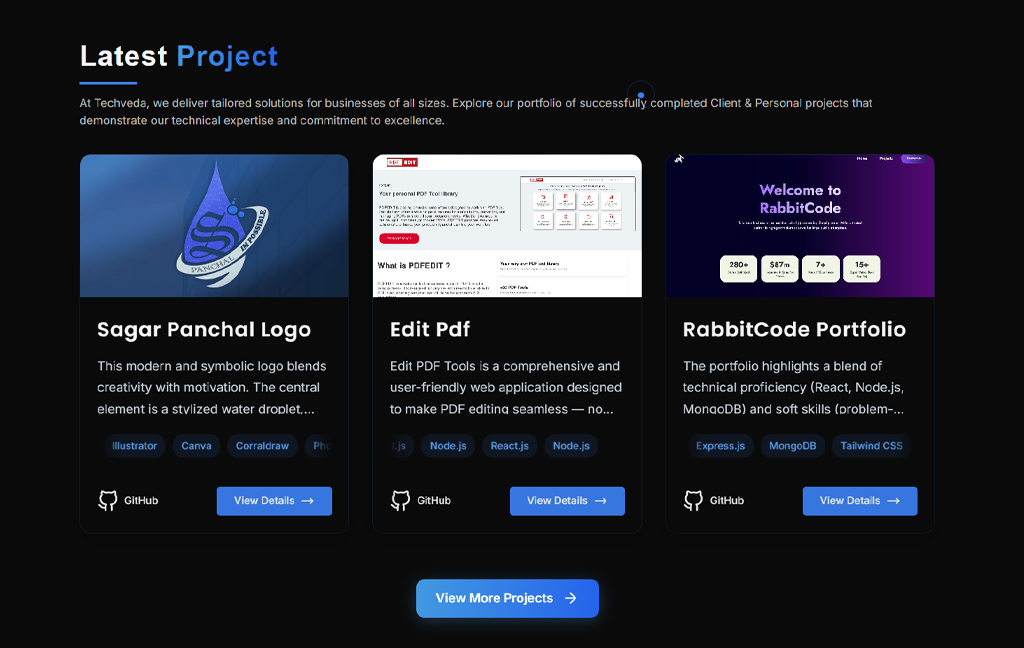 Latest Project
At Techveda, we deliver tailored solutions for businesses of all sizes. Explore our portfolio of successfully completed Client & Personal projects that
demonstrate our technical expertise and commitment to excellence.
PANCHAL
IMPOSSIBLE
Sagar Panchal Logo
This modern and symbolic logo blends
creativity with motivation. The central
element is a stylized water droplet,...
Illustrator Canva Corraldraw Pho
GitHub View Details
PDF EDIT
Your personal PDF Tool library
What is PDFEDIT ?
Edit Pdf
Edit PDF Tools is a comprehensive and
user-friendly web application designed
to make PDF editing seamless — no...
t.js Node.js React.js Node.js
GitHub View Details
Home Projects
Welcome to
RabbitCode
280+ $87m 7+ 15+
RabbitCode Portfolio
The portfolio highlights a blend of
technical proficiency (React, Node.js,
MongoDB) and soft skills (problem-...
Express.js MongoDB Tailwind CSS
GitHub View Details
View More Projects